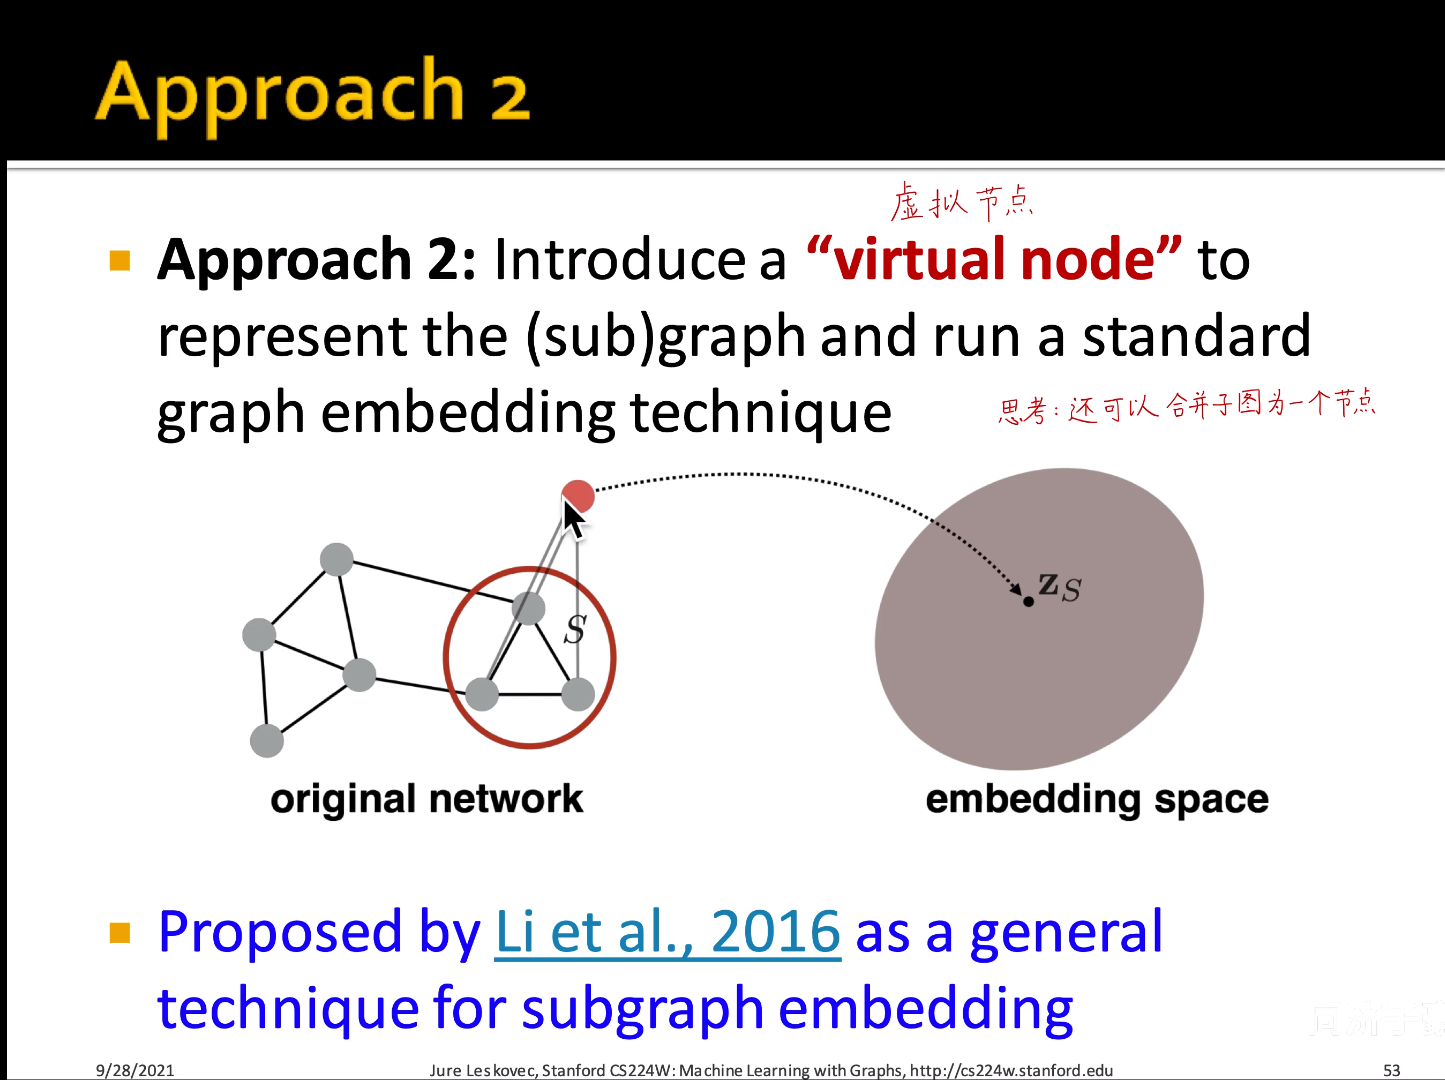 Approach 2
虚拟节点
Approach 2: Introduce a “virtual node” to
represent the (sub)graph and run a standard
graph embedding technique
思考：还可以合并子图为一个节点
S
z_S
original network
embedding space
Proposed by Li et al., 2016 as a general
technique for subgraph embedding
9/28/2021
Jure Leskovec, Stanford CS224W: Machine Learning with Graphs, http://cs224w.stanford.edu
53